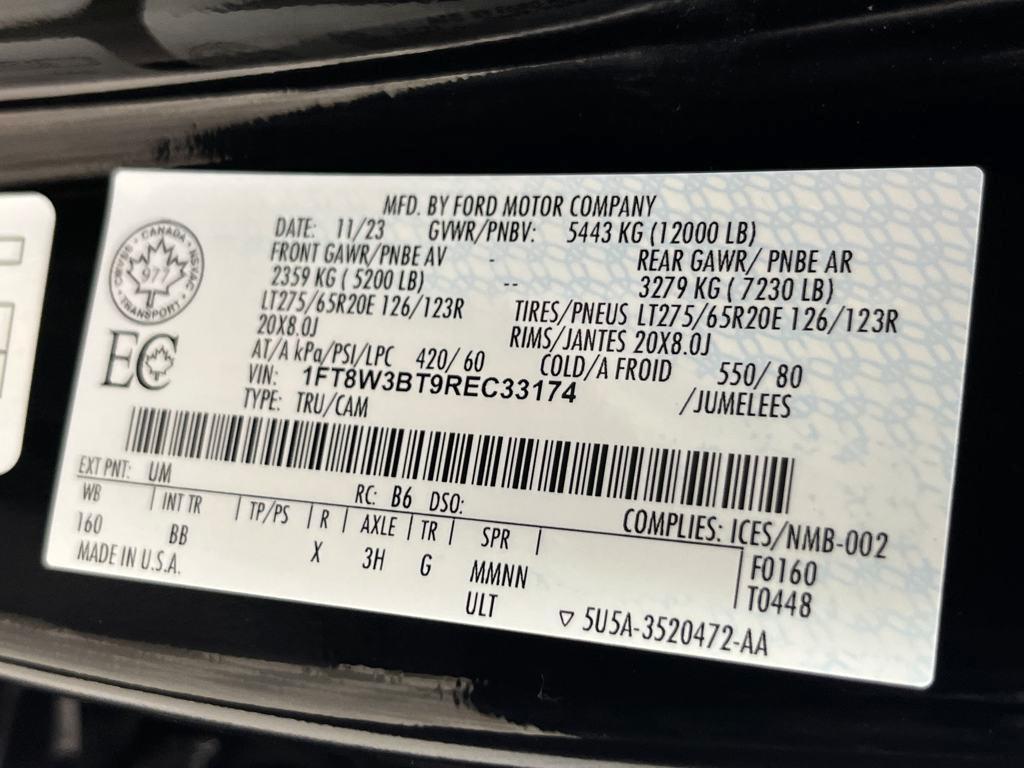 MFD. BY FORD MOTOR COMPANY
DATE: 11/23 GVWR/PNBV: 5443 KG (12000 LB)
FRONT GAWR/PNBE AV - REAR GAWR/ PNBE AR
2359 KG ( 5200 LB) -- 3279 KG ( 7230 LB)
LT275/65R20E 126/123R TIRES/PNEUS LT275/65R20E 126/123R
20X8.0J RIMS/JANTES 20X8.0J
AT/A kPa/PSI/LPC 420/ 60 COLD/A FROID 550/ 80
VIN: 1FT8W3BT9REC33174 /JUMELEES
TYPE: TRU/CAM
CANADA
977
TRANSPORT
EC
EXT PNT: UM RC: B6 DSO:
WB | INT TR | TP/PS | R | AXLE | TR | SPR | COMPLIES: ICES/NMB-002
160 BB X 3H G MMNN F0160
MADE IN U.S.A. ULT T0448
▽ 5U5A-3520472-AA